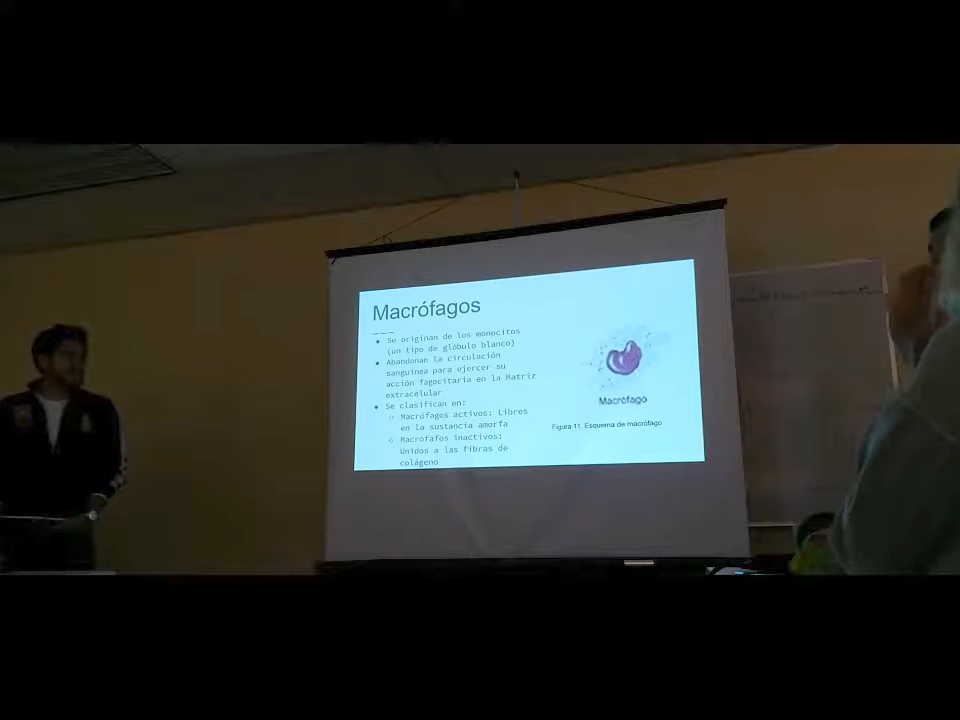 Macrófagos
Se originan de los monocitos
(un tipo de glóbulo blanco)
Abandonan la circulación
sanguínea para ejercer su
acción fagocitaria en la Matriz
extracelular
Se clasifican en:
Macrófagos activos: Libres
en la sustancia amorfa
Macrófafos inactivos:
Unidos a las fibras de
colágeno
Macrófago
Figura 11. Esquema de macrófago